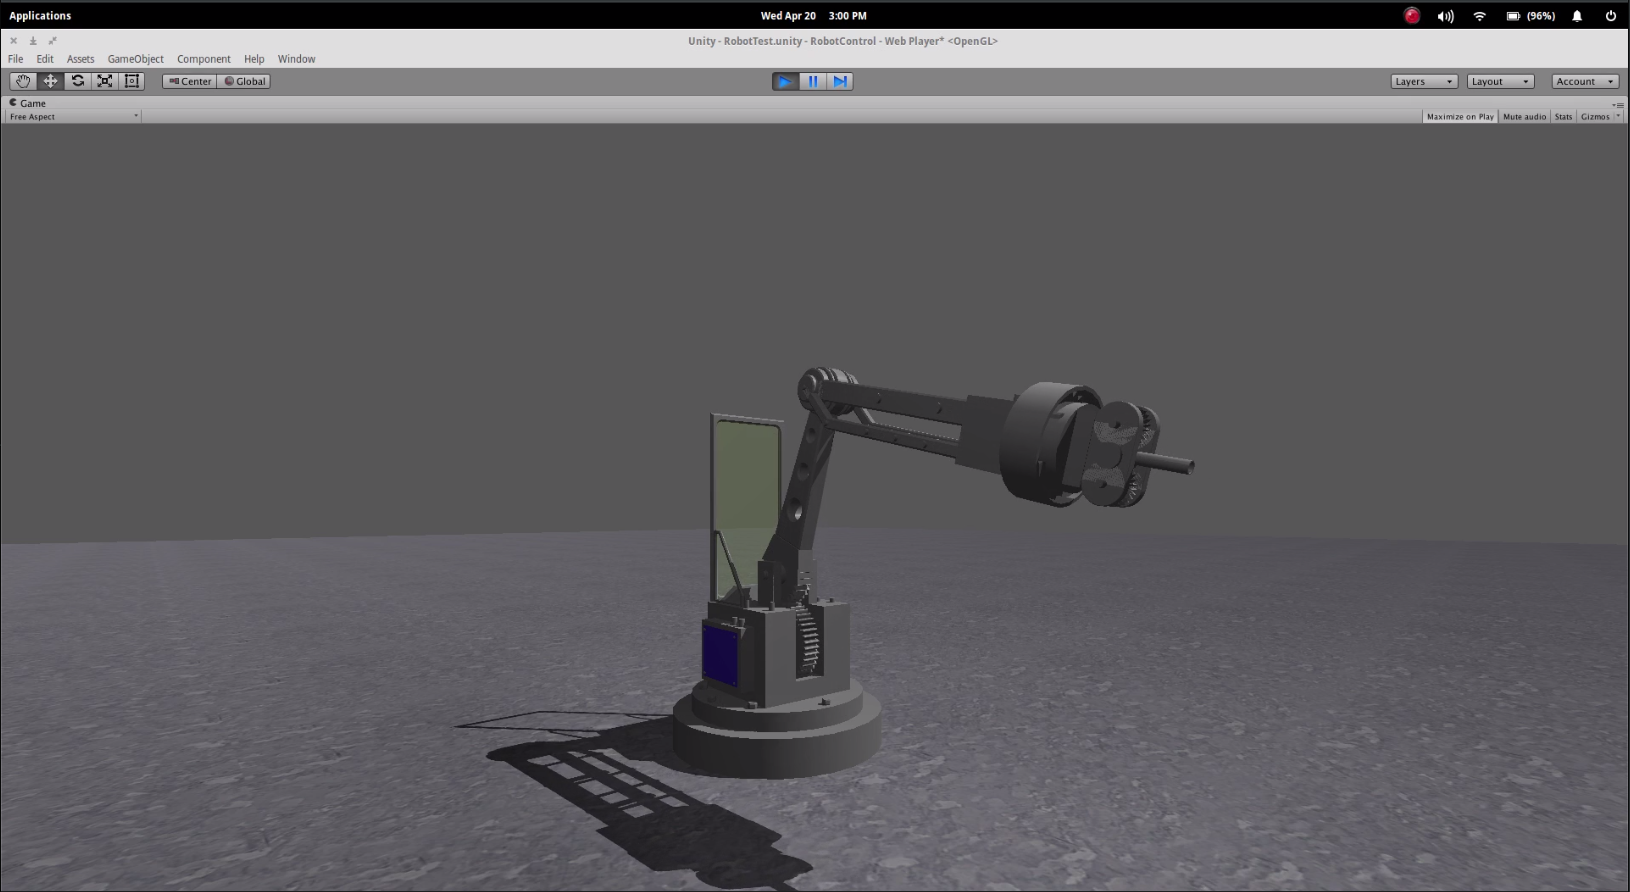 Applications Wed Apr 20 3:00 PM (96%)
Unity - RobotTest.unity - RobotControl - Web Player* <OpenGL>
File Edit Assets GameObject Component Help Window
Center Global Layers Layout Account
Game
Free Aspect Maximize on Play Mute audio Stats Gizmos